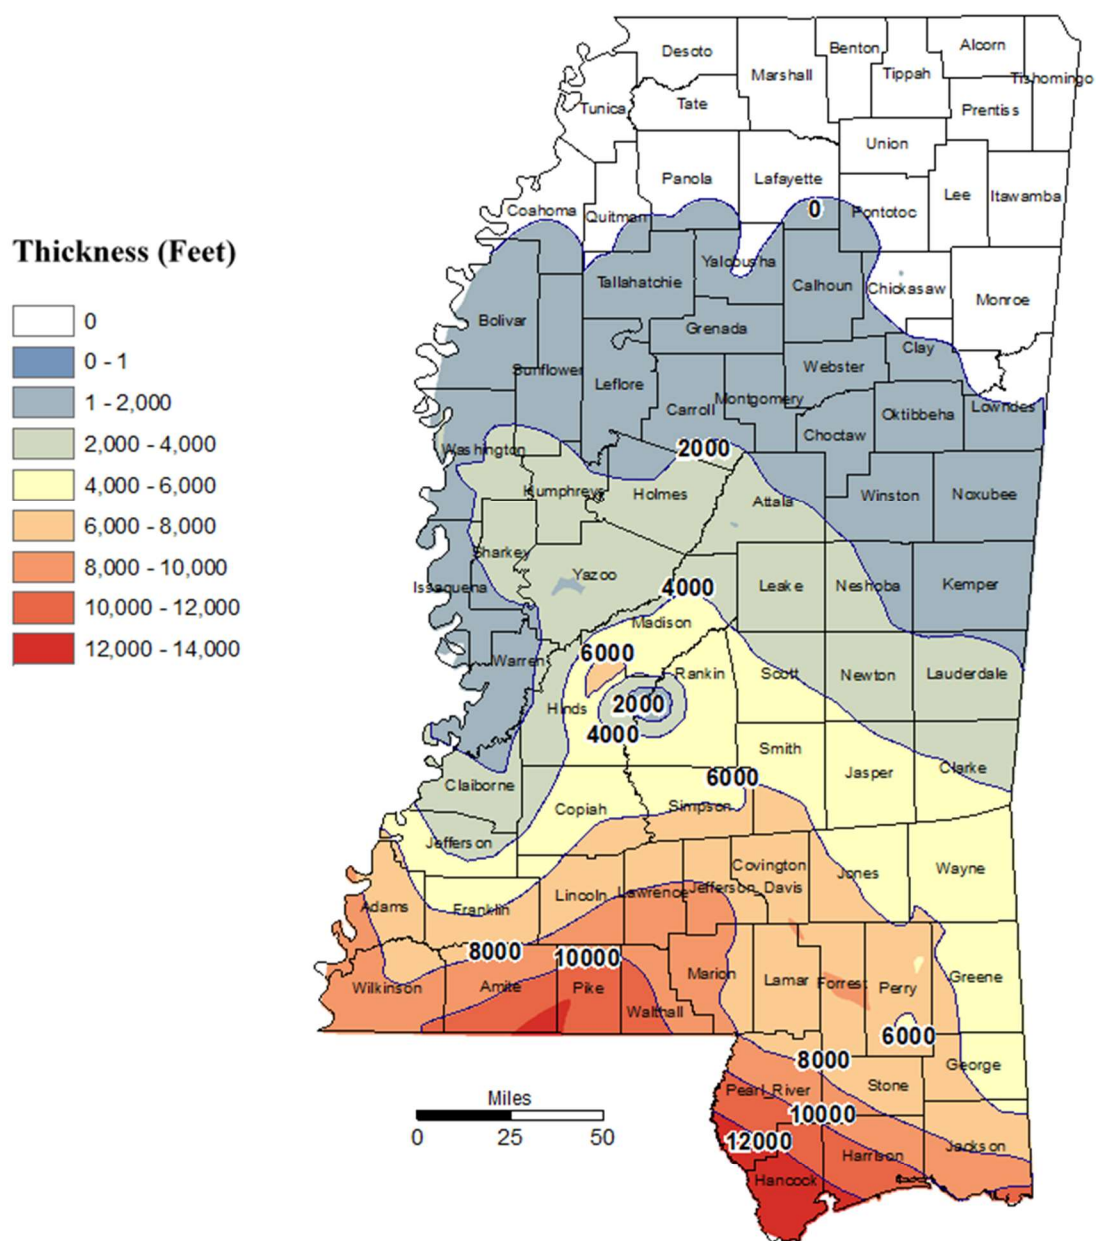 Thickness (Feet)
0
0 - 1
1 - 2,000
2,000 - 4,000
4,000 - 6,000
6,000 - 8,000
8,000 - 10,000
10,000 - 12,000
12,000 - 14,000
Desoto
Marshall
Benton
Tippah
Alcorn
Tishomingo
Tunica
Tate
Prentiss
Union
Panola
Lafayette
Pontotoc
Lee
Itawamba
Coahoma
Quitman
0
Yalobusha
Tallahatchie
Calhoun
Chickasaw
Monroe
Bolivar
Grenada
Clay
Sunflower
Leflore
Webster
Montgomery
Carroll
Choctaw
Oktibbeha
Lowndes
Washington
2000
Humphreys
Holmes
Attala
Winston
Noxubee
Sharkey
Yazoo
Issaquena
4000
Leake
Neshoba
Kemper
Madison
6000
Warren
Rankin
Scott
Newton
Lauderdale
Hinds
2000
4000
Smith
Jasper
Clarke
6000
Claiborne
Copiah
Simpson
Jefferson
Covington
Jones
Wayne
Adams
Franklin
Lincoln
Lawrence
Jefferson_Davis
8000
10000
Wilkinson
Amite
Pike
Walthall
Marion
Lamar
Forrest
Perry
Greene
6000
8000
George
Pearl_River
Stone
10000
12000
Harrison
Jackson
Hancock
Miles
0 25 50